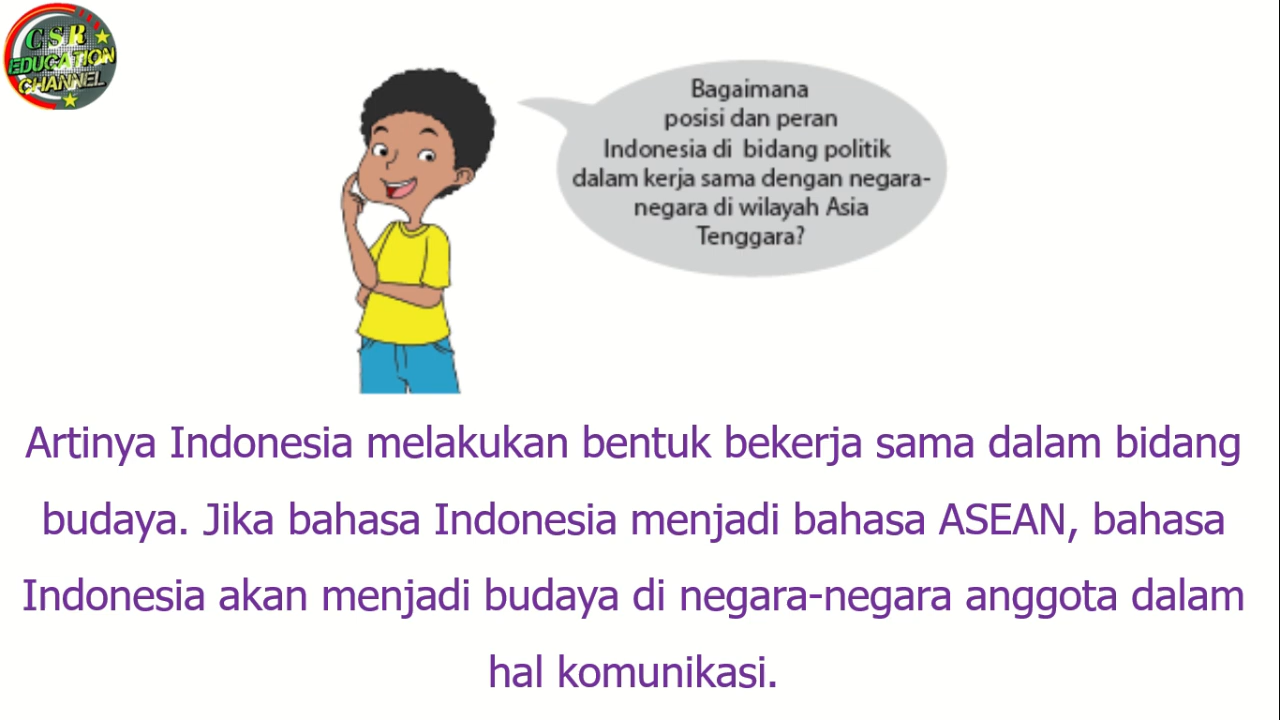 CSR
EDUCATION
CHANNEL
Bagaimana
posisi dan peran
Indonesia di bidang politik
dalam kerja sama dengan negara-
negara di wilayah Asia
Tenggara?
Artinya Indonesia melakukan bentuk bekerja sama dalam bidang
budaya. Jika bahasa Indonesia menjadi bahasa ASEAN, bahasa
Indonesia akan menjadi budaya di negara-negara anggota dalam
hal komunikasi.